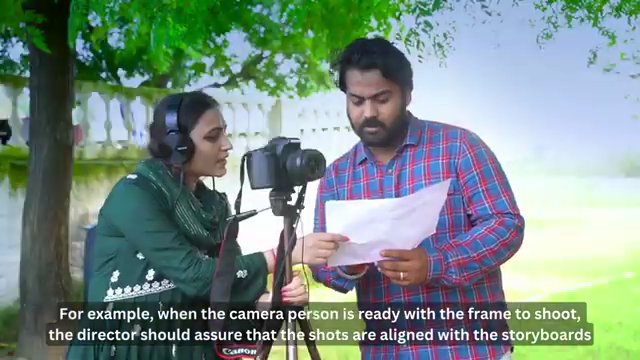 For example, when the camera person is ready with the frame to shoot,
the director should assure that the shots are aligned with the storyboards
Canon